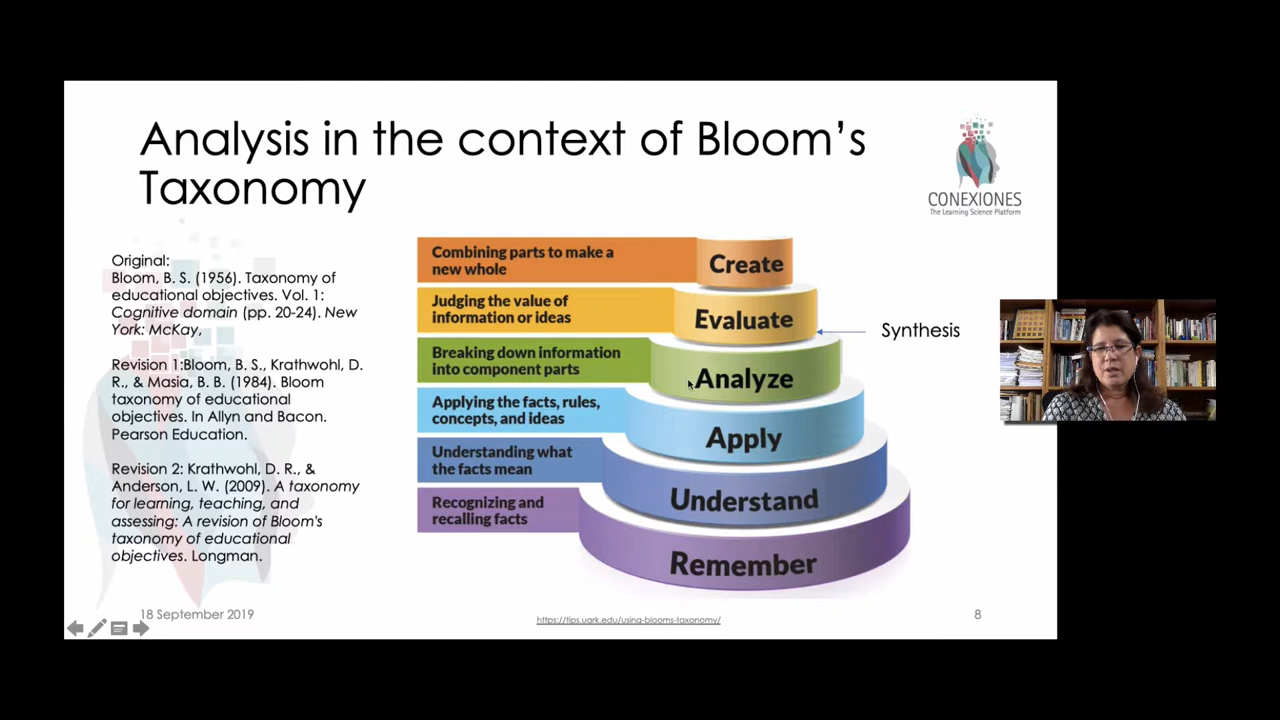 Analysis in the context of Bloom's
Taxonomy
CONEXIONES
The Learning Science Platform
Original:
Bloom, B. S. (1956). Taxonomy of
educational objectives. Vol. 1:
Cognitive domain (pp. 20-24). New
York: McKay,
Revision 1:Bloom, B. S., Krathwohl, D.
R., & Masia, B. B. (1984). Bloom
taxonomy of educational
objectives. In Allyn and Bacon.
Pearson Education.
Revision 2: Krathwohl, D. R., &
Anderson, L. W. (2009). A taxonomy
for learning, teaching, and
assessing: A revision of Bloom's
taxonomy of educational
objectives. Longman.
Combining parts to make a
new whole
Create
Judging the value of
information or ideas
Evaluate
Synthesis
Breaking down information
into component parts
Analyze
Applying the facts, rules,
concepts, and ideas
Apply
Understanding what
the facts mean
Understand
Recognizing and
recalling facts
Remember
18 September 2019
https://tips.uark.edu/using-blooms-taxonomy/
8